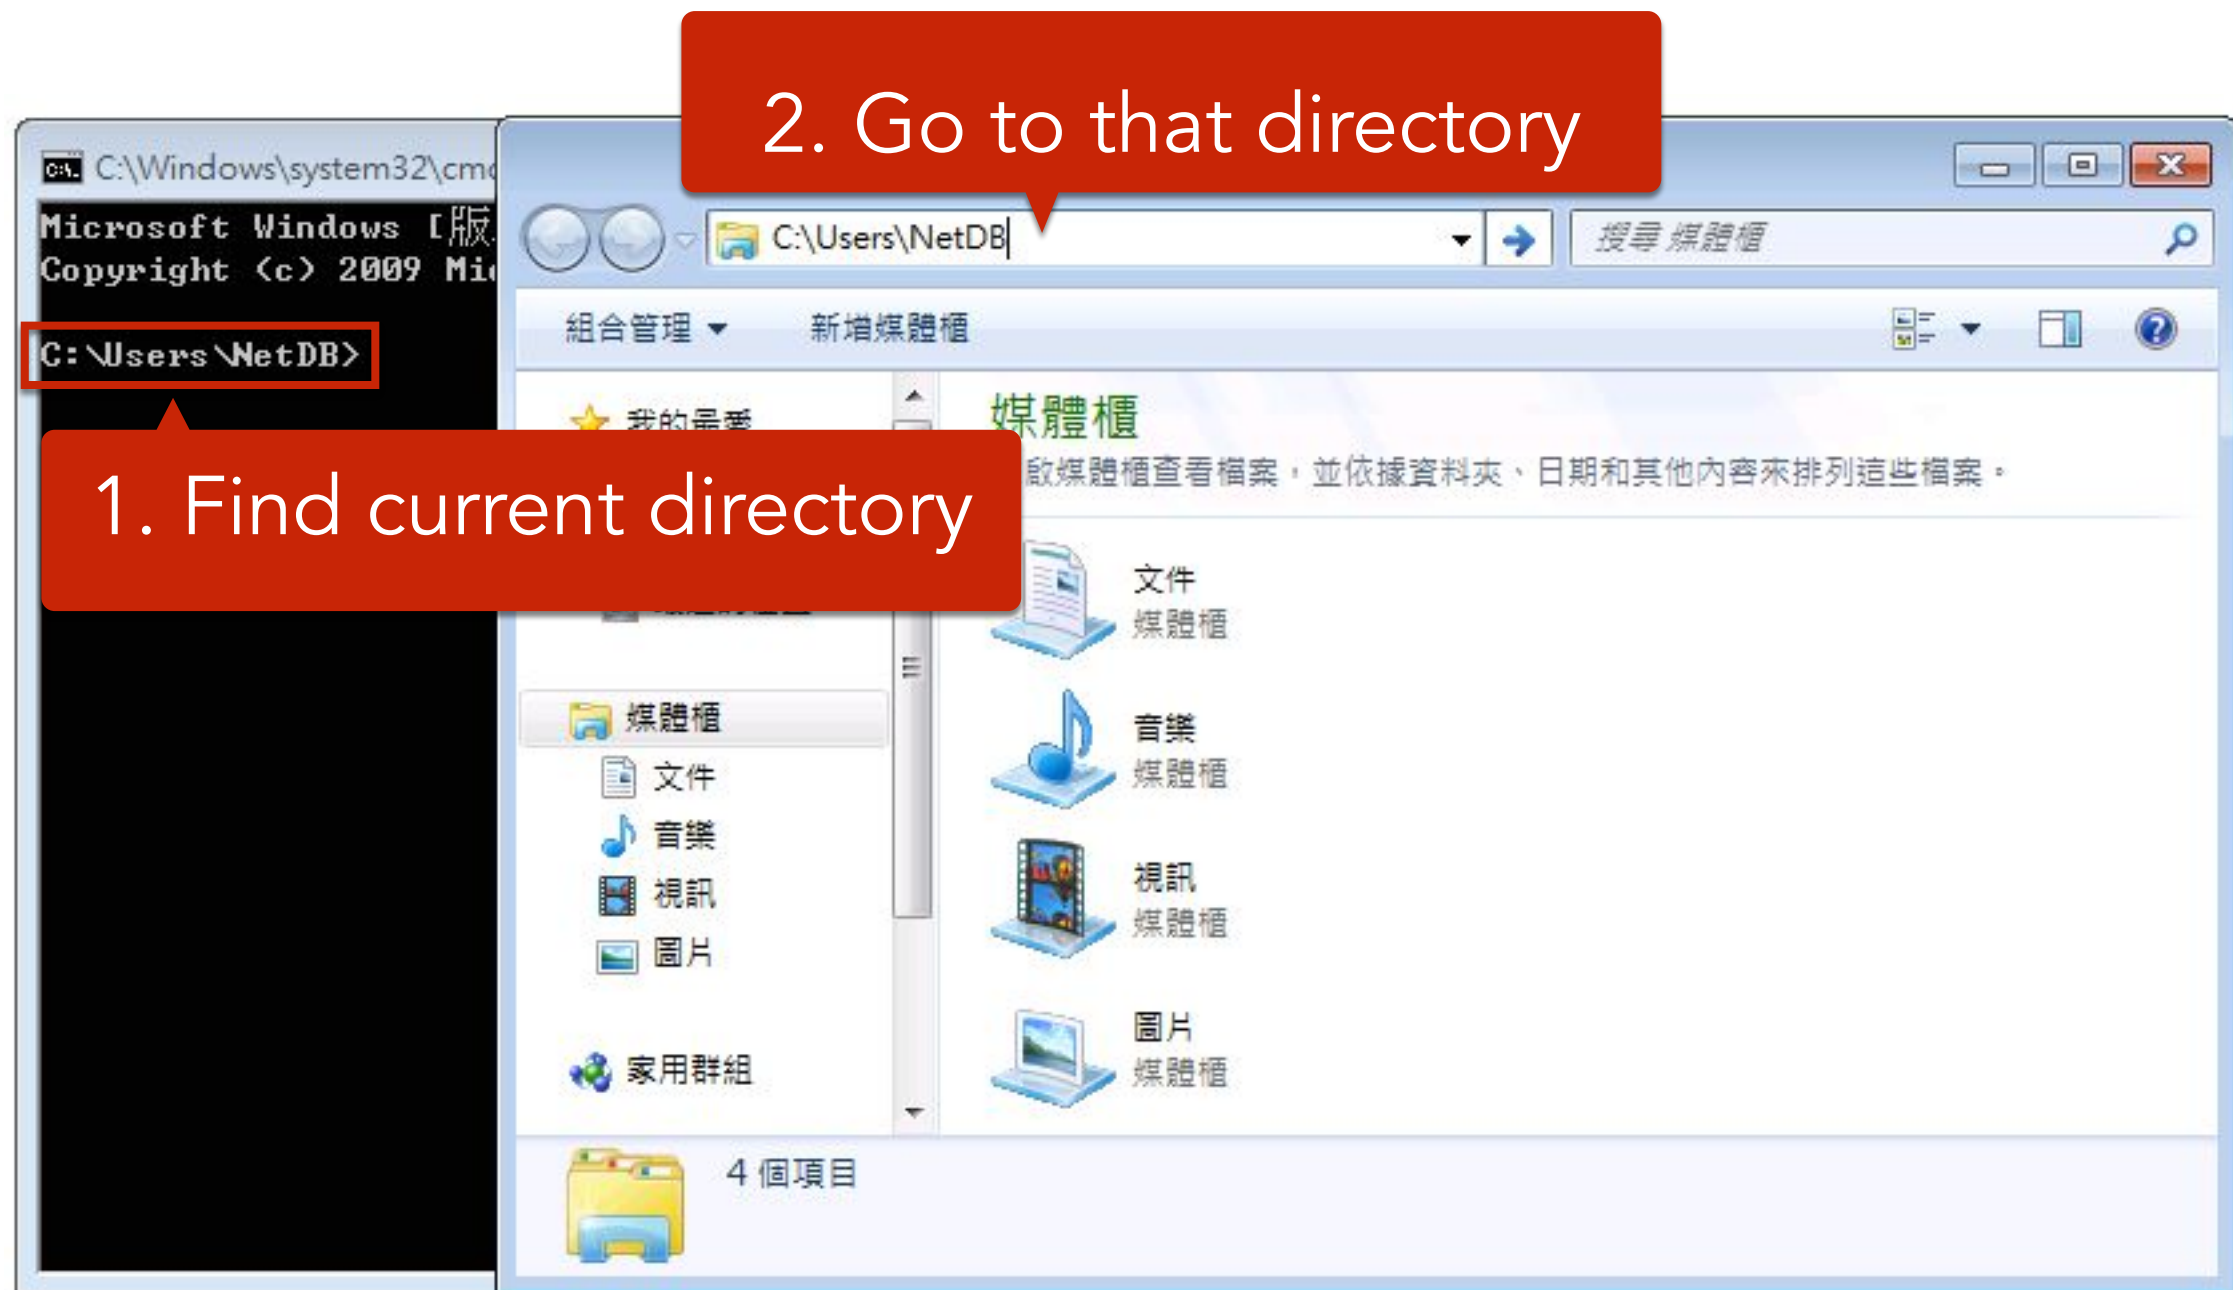 2. Go to that directory
C:\Windows\system32\cmd
Microsoft Windows [版
Copyright (c) 2009 Mic
C:\Users\NetDB>
1. Find current directory
C:\Users\NetDB
搜尋 媒體櫃
組合管理
新增媒體櫃
我的最愛
媒體櫃
文件
音樂
視訊
圖片
家用群組
媒體櫃
啟媒體櫃查看檔案，並依據資料夾、日期和其他內容來排列這些檔案。
文件
媒體櫃
音樂
媒體櫃
視訊
媒體櫃
圖片
媒體櫃
4 個項目